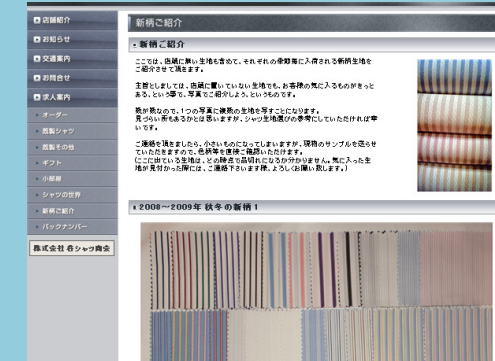 店舗紹介
お知らせ
交通案内
お問合せ
求人案内
オーダー
既製シャツ
既製その他
ギフト
小部屋
シャツの世界
新柄ご紹介
バックナンバー
株式会社 谷シャツ商会
新柄ご紹介
新柄ご紹介
ここでは、店頭に無い生地も含めて、それぞれの季節毎に入荷される新柄生地を
ご紹介させて頂きます。
主旨としましては、店頭に置いていない生地でも、お客様の気に入るものがきっと
ある、という事で、写真でご紹介しよう。というものです。
数が数なので、1つの写真に複数の生地を写すことになります。
見づらい所もあるかとは思いますが、シャツ生地選びの参考にしていただければ幸
いです。
ご連絡を頂きましたら、小さいものになってしまいますが、現物のサンプルを送らせ
ていただきますので、色柄等を直接ご確認いただけます。
(ここに出ている生地は、どの時点で品切れになるか分かりません。気に入った生
地が見付かった際には、ご連絡下さいます様、よろしくお願い致します。)
2008～2009年 秋冬の新柄 1